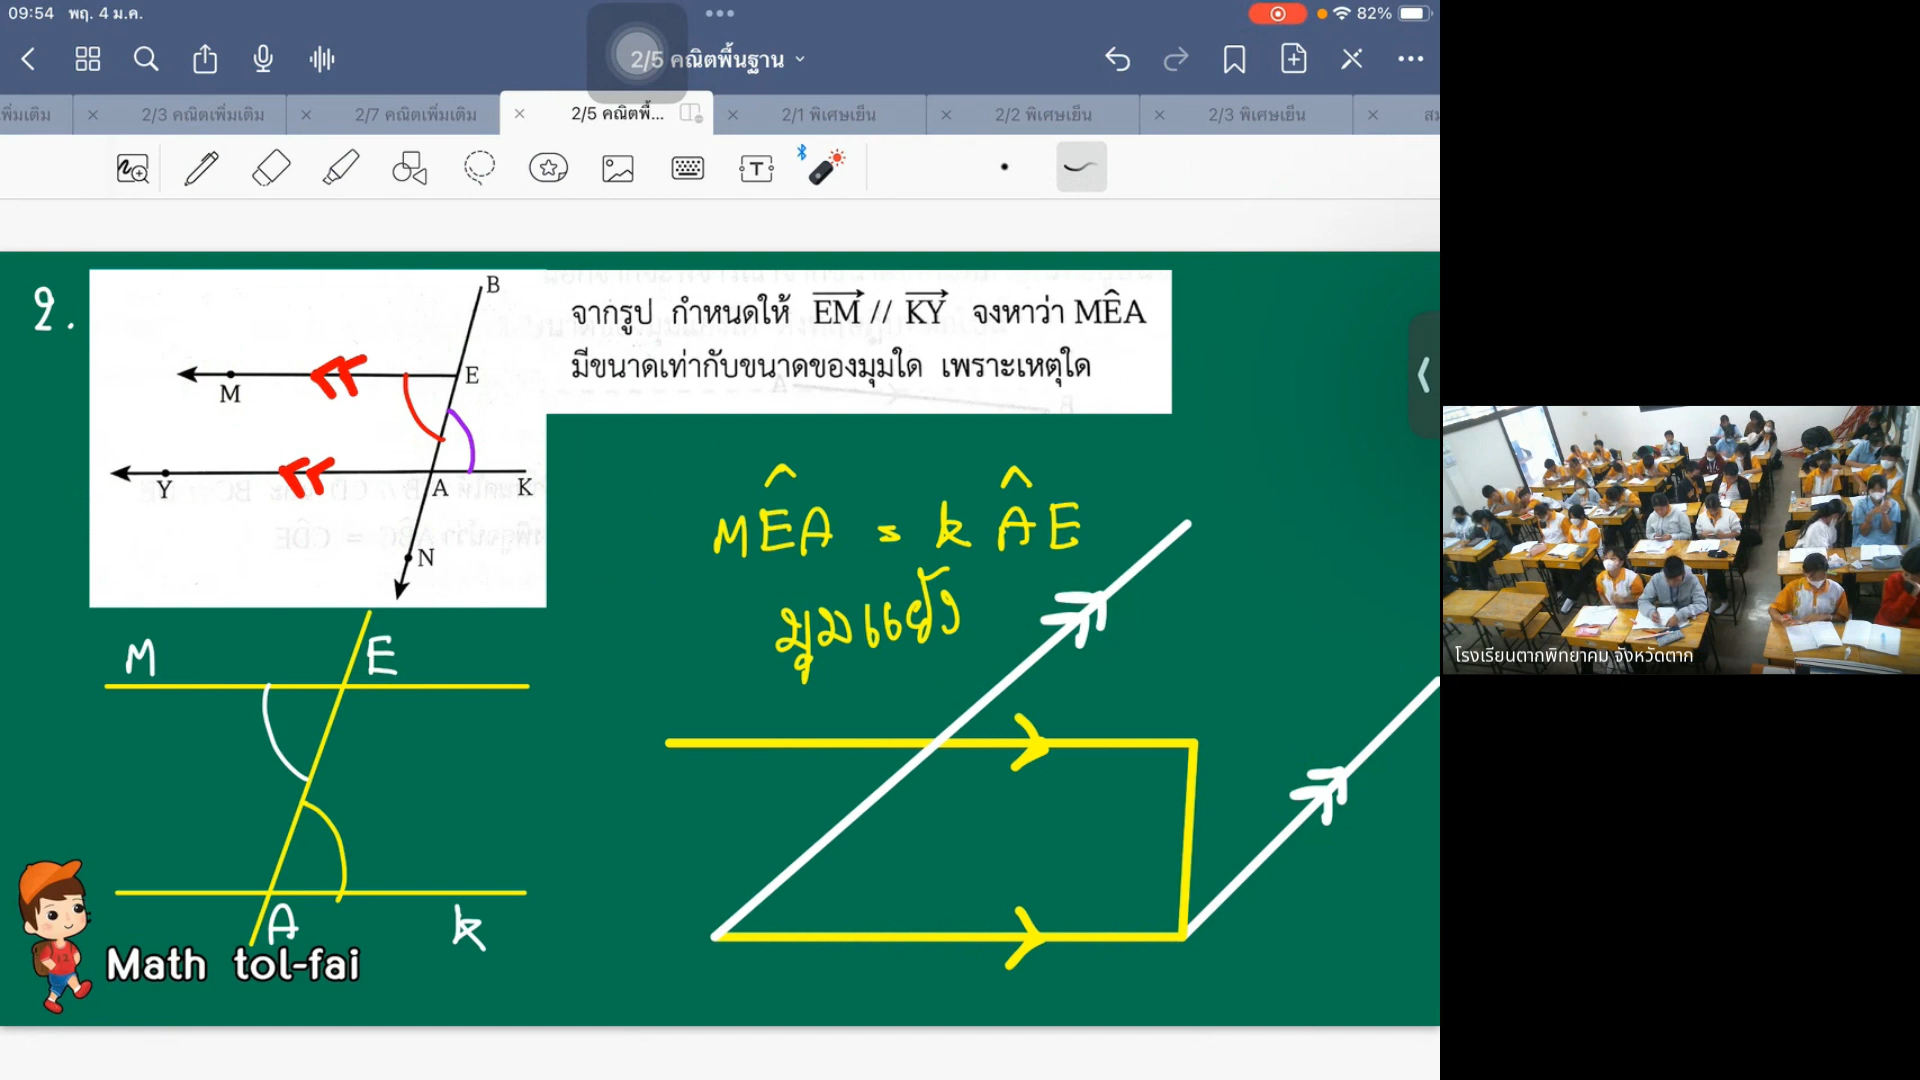 09:54 พฤ. 4 ม.ค.
82%
2/5 คณิตพื้นฐาน
พิ่มเติม
2/3 คณิตเพิ่มเติม
2/7 คณิตเพิ่มเติม
2/5 คณิตพื้...
2/1 พิเศษเย็น
2/2 พิเศษเย็น
2/3 พิเศษเย็น
2.
B
M
E
Y
A
K
N
จากรูป กำหนดให้ EM // KY จงหาว่า MÊA
มีขนาดเท่ากับขนาดของมุมใด เพราะเหตุใด
MÊA = kÂE
มุมแย้ง
M E
A k
Math tol-fai
โรงเรียนตากพิทยาคม จังหวัดตาก